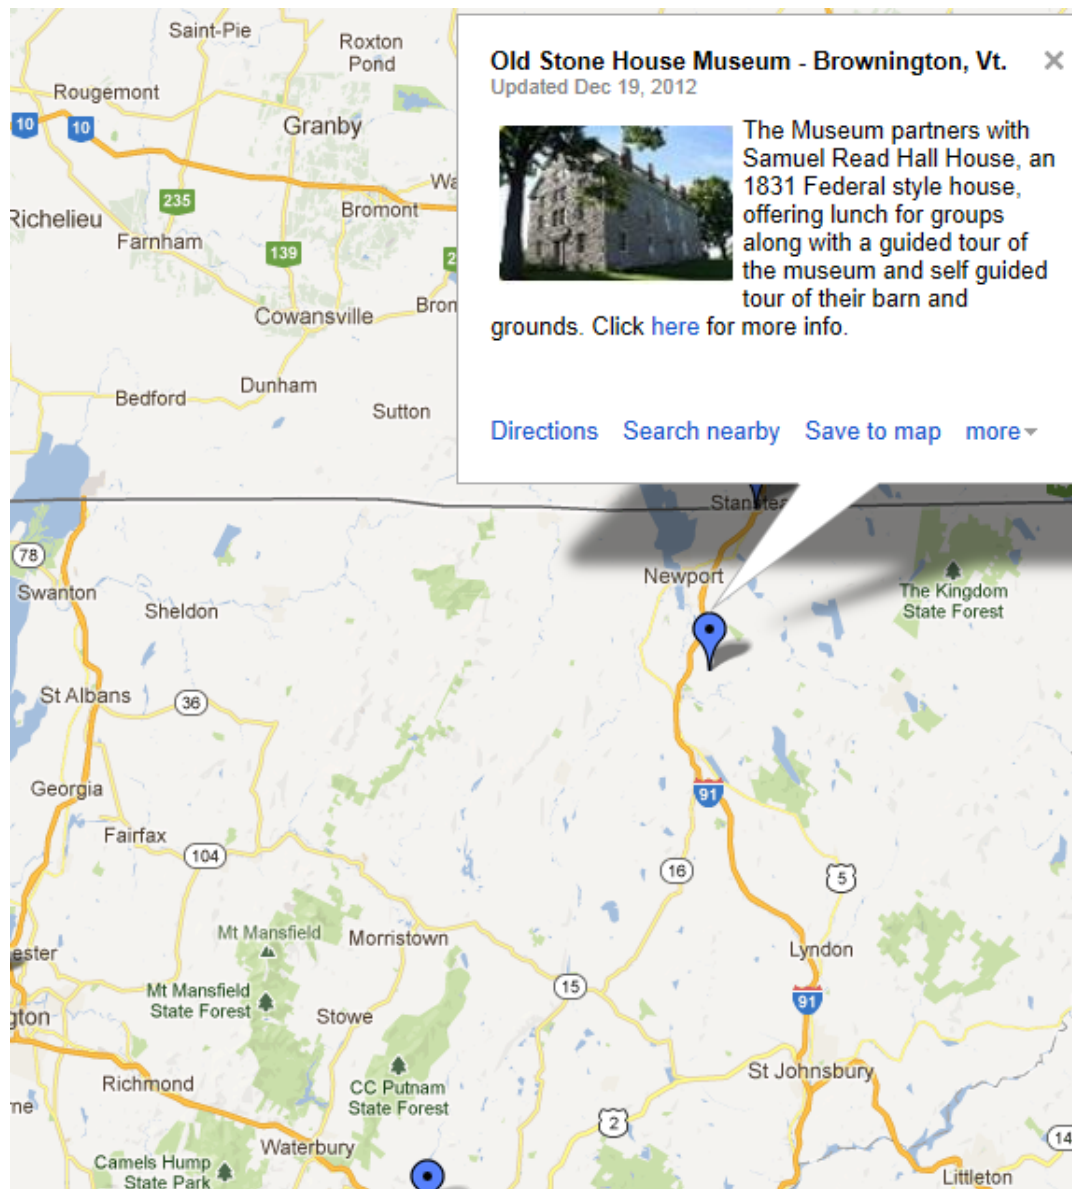 Saint-Pie
Roxton
Pond
Rougemont
10
10
Granby
235
Richelieu
Bromont
Farnham
139
Cowansville
Dunham
Bedford
Sutton
Old Stone House Museum - Brownington, Vt.
Updated Dec 19, 2012
The Museum partners with
Samuel Read Hall House, an
1831 Federal style house,
offering lunch for groups
along with a guided tour of
the museum and self guided
tour of their barn and
grounds. Click here for more info.
Directions Search nearby Save to map more
78
Swanton
Sheldon
Newport
The Kingdom
State Forest
St Albans
36
Georgia
91
Fairfax
104
16
5
Mt Mansfield
Morristown
Lyndon
ester
Mt Mansfield
State Forest
15
91
gton
Stowe
Richmond
CC Putnam
State Forest
St Johnsbury
ne
2
Waterbury
14
Camels Hump
State Park
Littleton